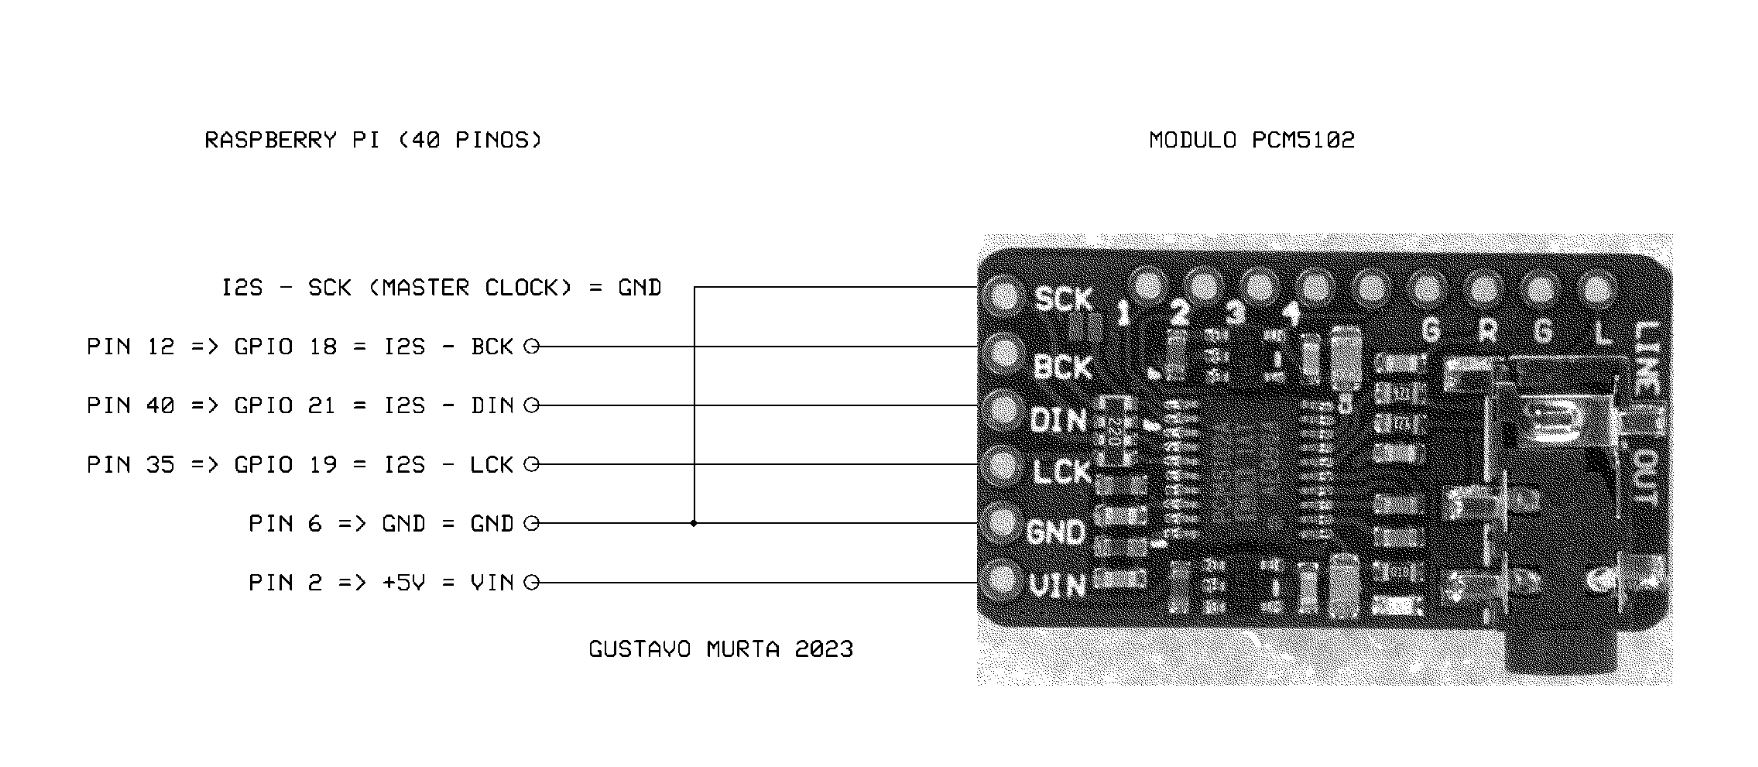 RASPBERRY PI (40 PINOS)
MODULO PCM5102
I2S - SCK (MASTER CLOCK) = GND
PIN 12 => GPIO 18 = I2S - BCK
PIN 40 => GPIO 21 = I2S - DIN
PIN 35 => GPIO 19 = I2S - LCK
PIN 6 => GND = GND
PIN 2 => +5V = VIN
GUSTAVO MURTA 2023
SCK
BCK
DIN
LCK
GND
VIN
1 2 3 4
G R G L
LINE OUT
220